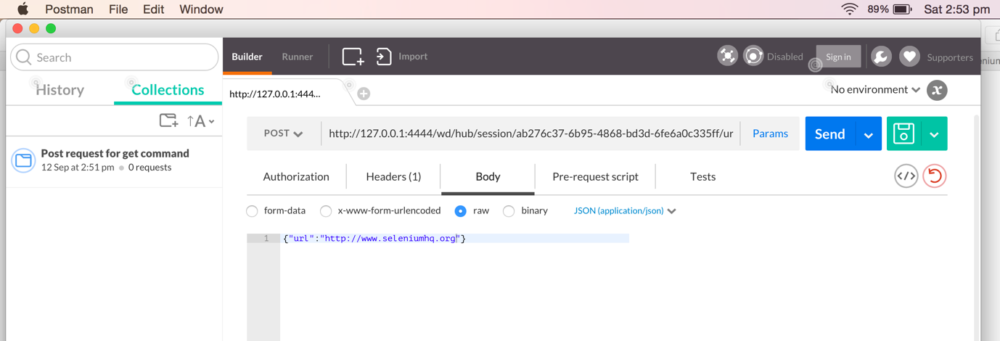 Postman File Edit Window 89% Sat 2:53 pm
Search
Builder Runner Import Disabled Sign in Supporters
enium
History Collections
http://127.0.0.1:444...
No environment
x
A
POST http://127.0.0.1:4444/wd/hub/session/ab276c37-6b95-4868-bd3d-6fe6a0c335ff/ur Params Send
Post request for get command
12 Sep at 2:51 pm 0 requests
Authorization Headers (1) Body Pre-request script Tests </>
form-data x-www-form-urlencoded raw binary JSON (application/json)
1 {"url":"http://www.seleniumhq.org"}